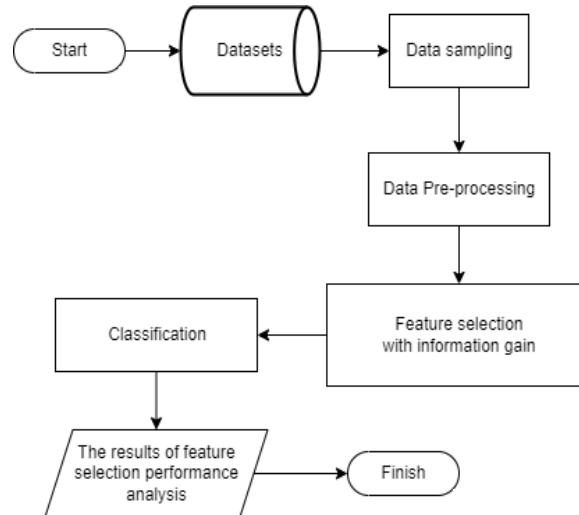 Start
Datasets
Data sampling
Data Pre-processing
Feature selection
with information gain
Classification
The results of feature
selection performance
analysis
Finish